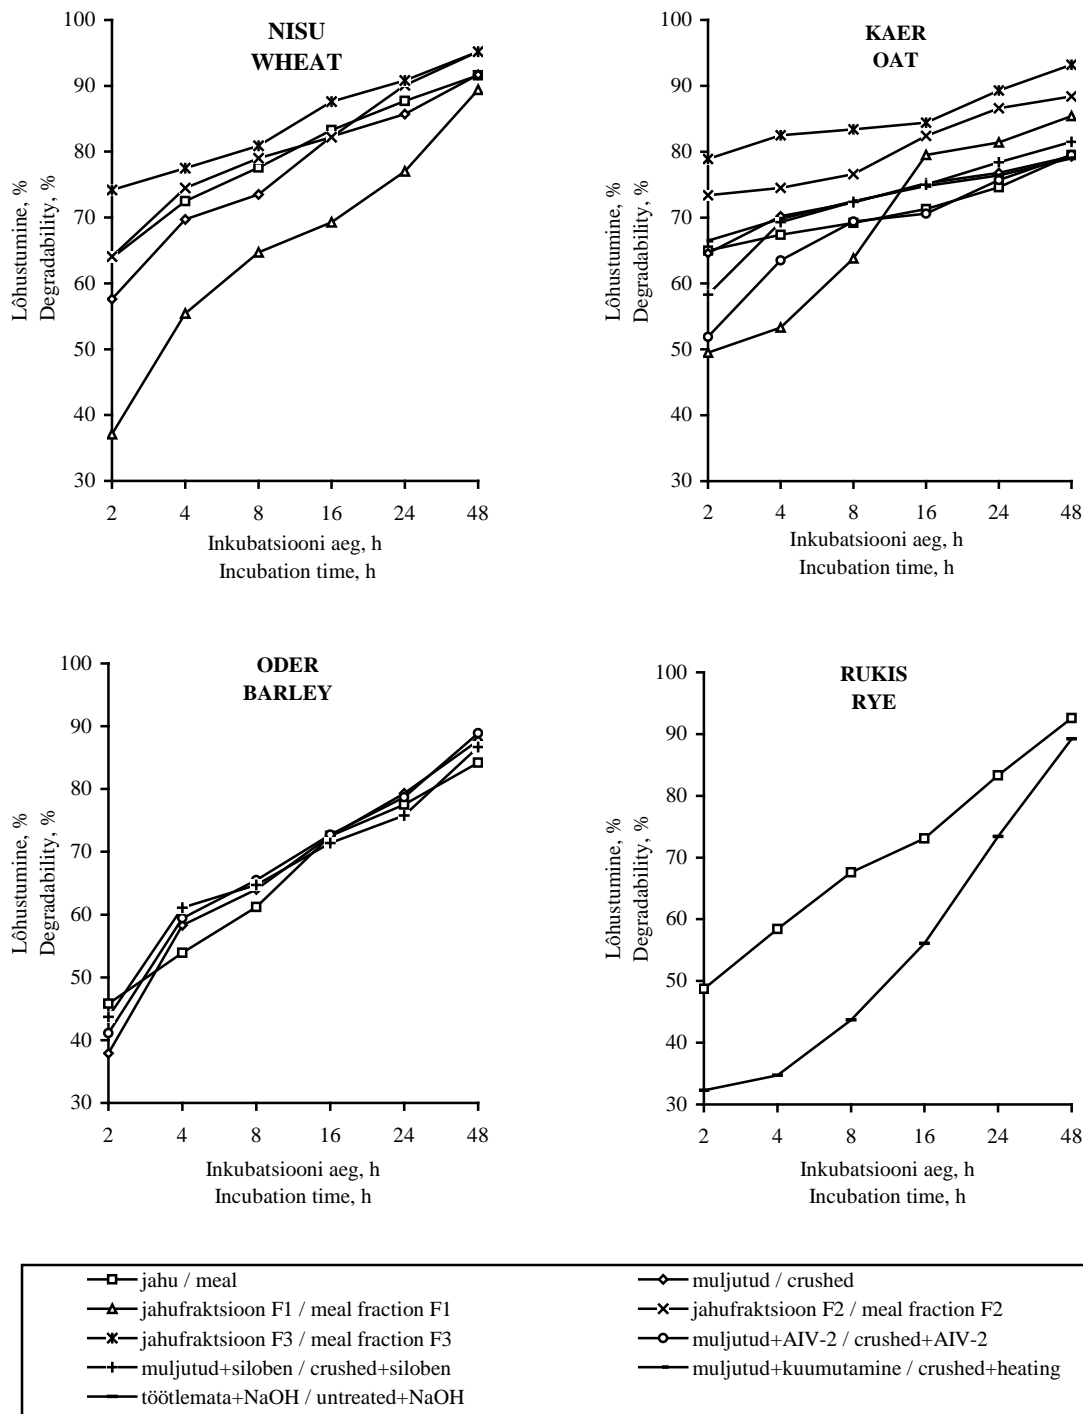 NISU
WHEAT
100
90
80
70
60
50
40
30
Lôhustumine, %
Degradability, %
2 4 8 16 24 48
Inkubatsiooni aeg, h
Incubation time, h
KAER
OAT
100
90
80
70
60
50
40
30
Lôhustumine, %
Degradability, %
2 4 8 16 24 48
Inkubatsiooni aeg, h
Incubation time, h
ODER
BARLEY
100
90
80
70
60
50
40
30
Lôhustumine, %
Degradability, %
2 4 8 16 24 48
Inkubatsiooni aeg, h
Incubation time, h
RUKIS
RYE
100
90
80
70
60
50
40
30
Lôhustumine, %
Degradability, %
2 4 8 16 24 48
Inkubatsiooni aeg, h
Incubation time, h
jahu / meal
muljutud / crushed
jahufraktsioon F1 / meal fraction F1
jahufraktsioon F2 / meal fraction F2
jahufraktsioon F3 / meal fraction F3
muljutud+AIV-2 / crushed+AIV-2
muljutud+siloben / crushed+siloben
muljutud+kuumutamine / crushed+heating
töötlemata+NaOH / untreated+NaOH